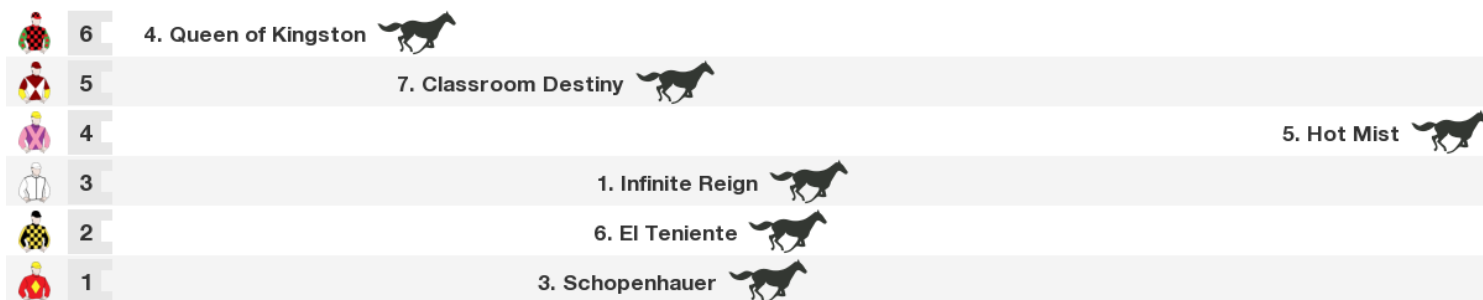 6 4. Queen of Kingston
5 7. Classroom Destiny
4 5. Hot Mist
3 1. Infinite Reign
2 6. El Teniente
1 3. Schopenhauer